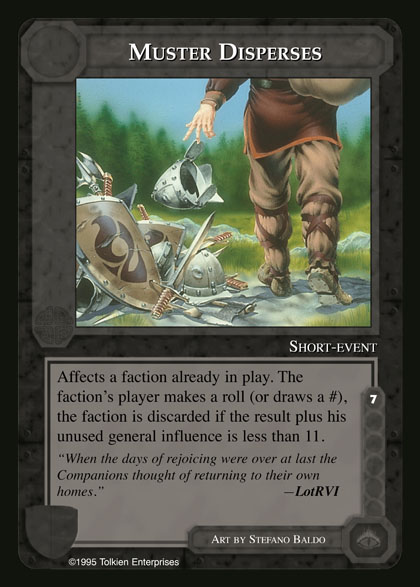 Muster Disperses
Short-event
Affects a faction already in play. The
faction's player makes a roll (or draws a #),
the faction is discarded if the result plus his
unused general influence is less than 11.
7
“When the days of rejoicing were over at last the
Companions thought of returning to their own
homes.” —LotRVI
Art by Stefano Baldo
©1995 Tolkien Enterprises